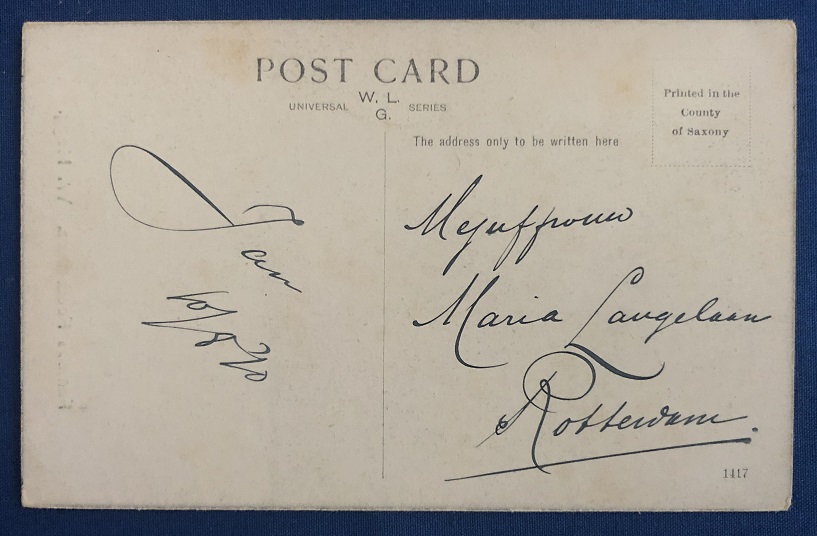 POST CARD
UNIVERSAL W. L. G. SERIES
Printed in the
County
of Saxony
The address only to be written here
Mejuffrouw
Maria Langelaan
Rotterdam.
Jan
1417